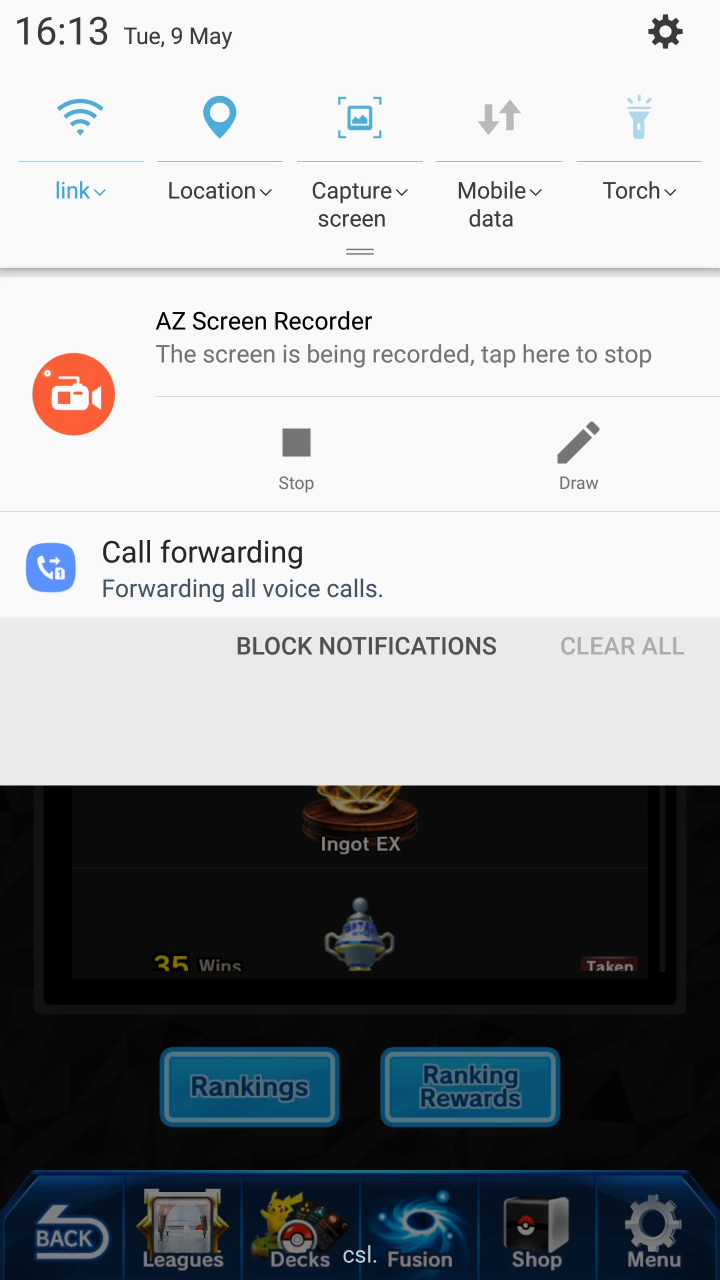 16:13 Tue, 9 May
link Location Capture screen Mobile data Torch
AZ Screen Recorder
The screen is being recorded, tap here to stop
Stop Draw
Call forwarding
Forwarding all voice calls.
BLOCK NOTIFICATIONS CLEAR ALL
Ingot EX
35 Wins Taken
Rankings Ranking Rewards
BACK Leagues Decks csl. Fusion Shop Menu